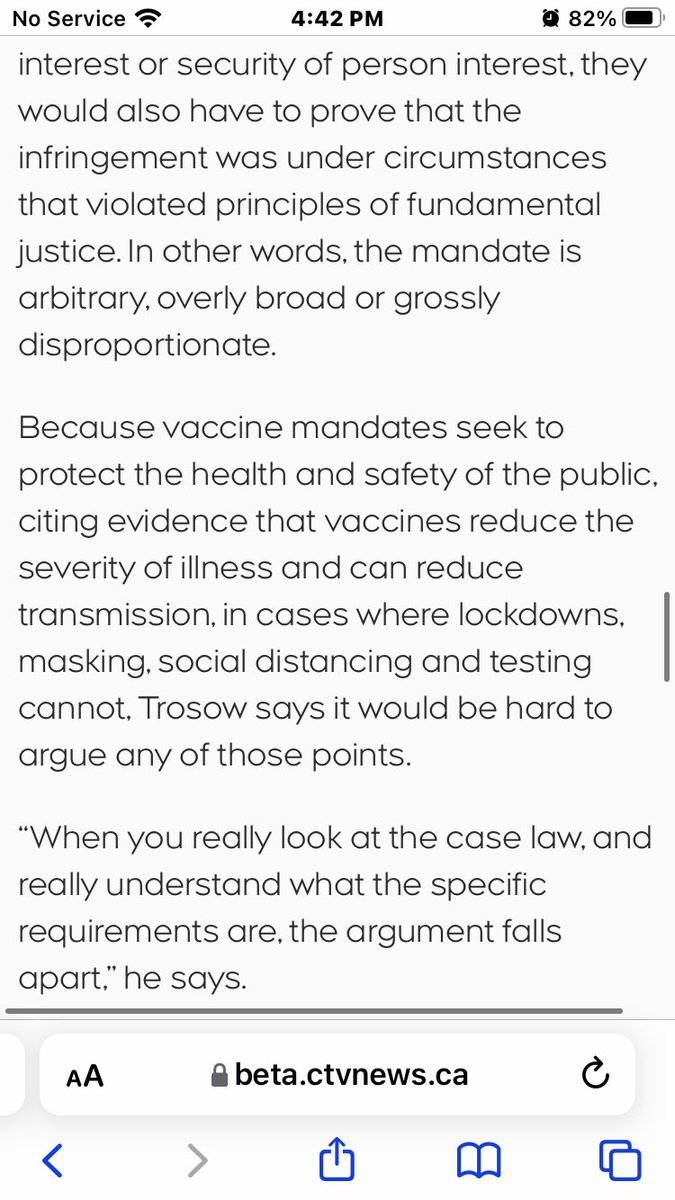 No Service 4:42 PM 82%
interest or security of person interest, they
would also have to prove that the
infringement was under circumstances
that violated principles of fundamental
justice. In other words, the mandate is
arbitrary, overly broad or grossly
disproportionate.
Because vaccine mandates seek to
protect the health and safety of the public,
citing evidence that vaccines reduce the
severity of illness and can reduce
transmission, in cases where lockdowns,
masking, social distancing and testing
cannot, Trosow says it would be hard to
argue any of those points.
“When you really look at the case law, and
really understand what the specific
requirements are, the argument falls
apart,” he says.
AA beta.ctvnews.ca